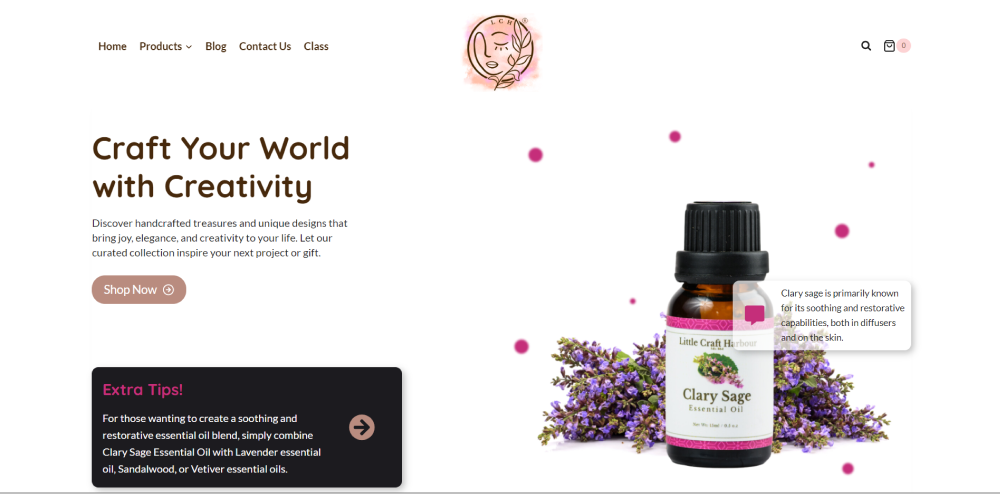 Home Products Blog Contact Us Class
L C H ®
0
Craft Your World
with Creativity
Discover handcrafted treasures and unique designs that
bring joy, elegance, and creativity to your life. Let our
curated collection inspire your next project or gift.
Shop Now
Extra Tips!
For those wanting to create a soothing and
restorative essential oil blend, simply combine
Clary Sage Essential Oil with Lavender essential
oil, Sandalwood, or Vetiver essential oils.
Clary sage is primarily known
for its soothing and restorative
capabilities, both in diffusers
and on the skin.
Little Craft Harbour
Clary Sage
Essential Oil